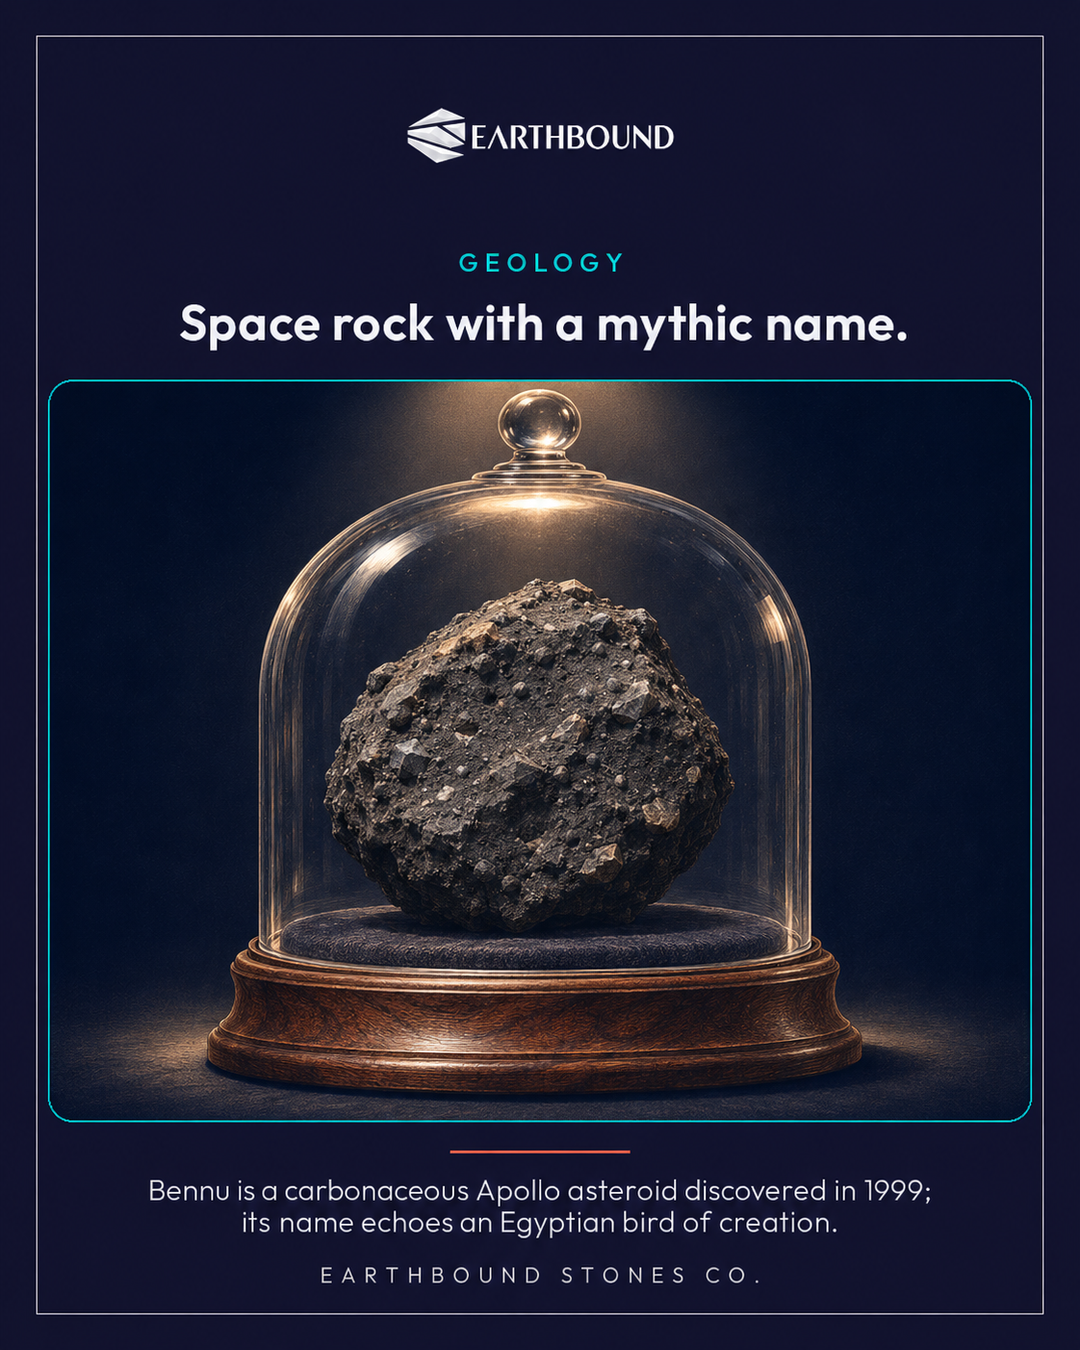 EARTHBOUND
GEOLOGY
Space rock with a mythic name.
Bennu is a carbonaceous Apollo asteroid discovered in 1999;
its name echoes an Egyptian bird of creation.
EARTHBOUND STONES CO.